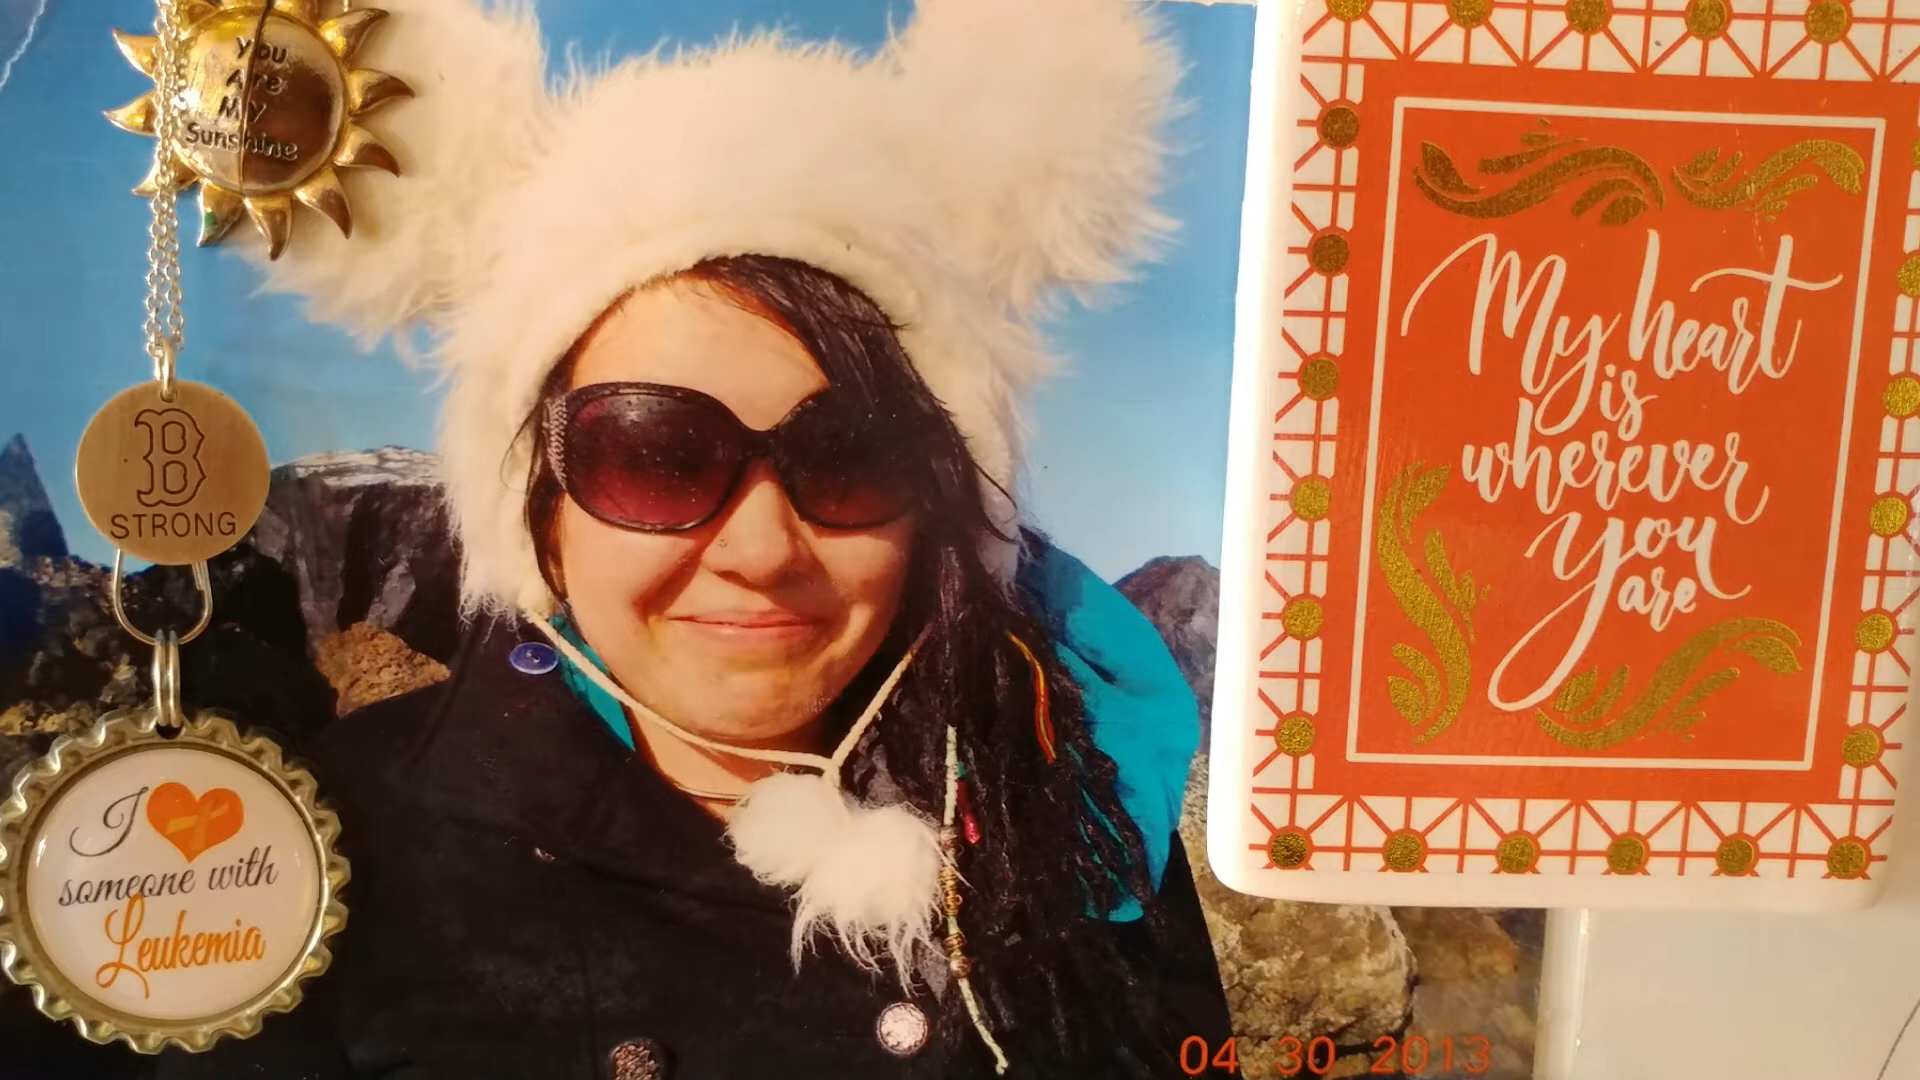 You
Are
My
Sunshine
B
STRONG
I
someone with
Leukemia
My heart
is
wherever
you
are
04 30 2013